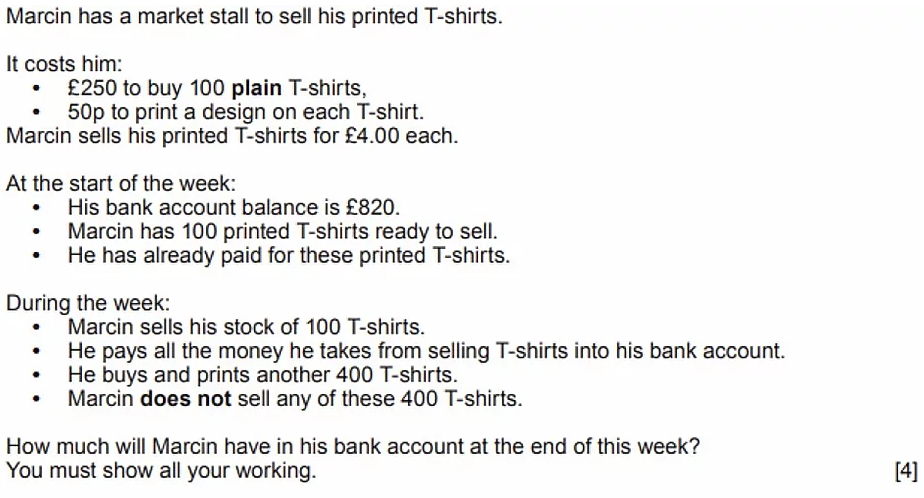 Marcin has a market stall to sell his printed T-shirts.
It costs him:
• £250 to buy 100 plain T-shirts,
• 50p to print a design on each T-shirt.
Marcin sells his printed T-shirts for £4.00 each.
At the start of the week:
• His bank account balance is £820.
• Marcin has 100 printed T-shirts ready to sell.
• He has already paid for these printed T-shirts.
During the week:
• Marcin sells his stock of 100 T-shirts.
• He pays all the money he takes from selling T-shirts into his bank account.
• He buys and prints another 400 T-shirts.
• Marcin does not sell any of these 400 T-shirts.
How much will Marcin have in his bank account at the end of this week?
You must show all your working. [4]